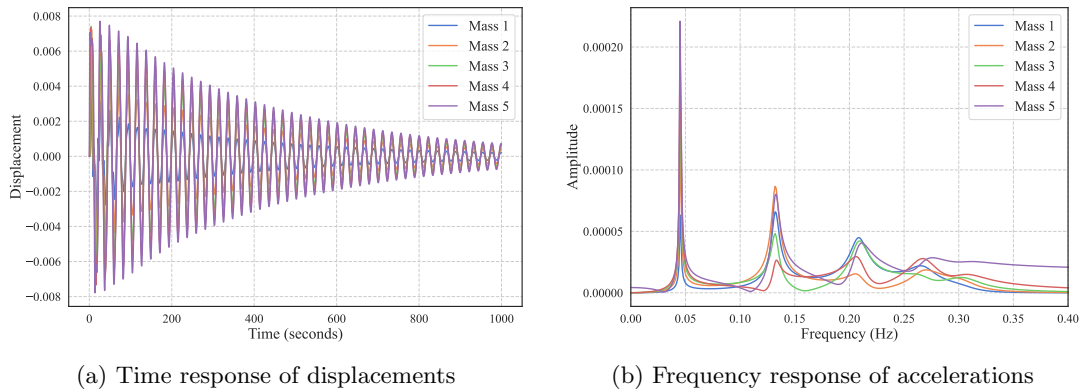 0.008
0.006
0.004
0.002
0.000
−0.002
−0.004
−0.006
−0.008
Displacement
0 200 400 600 800 1000
Time (seconds)
Mass 1
Mass 2
Mass 3
Mass 4
Mass 5
(a) Time response of displacements
0.00020
0.00015
0.00010
0.00005
0.00000
Amplitude
0.00 0.05 0.10 0.15 0.20 0.25 0.30 0.35 0.40
Frequency (Hz)
Mass 1
Mass 2
Mass 3
Mass 4
Mass 5
(b) Frequency response of accelerations